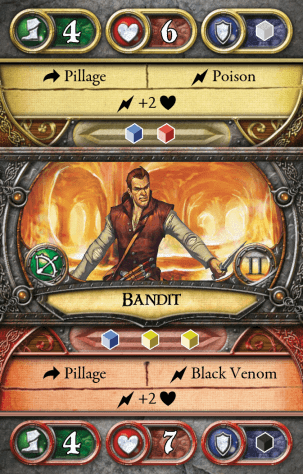 4 6
Pillage Poison
+2
BANDIT
II
Pillage Black Venom
+2
4 7